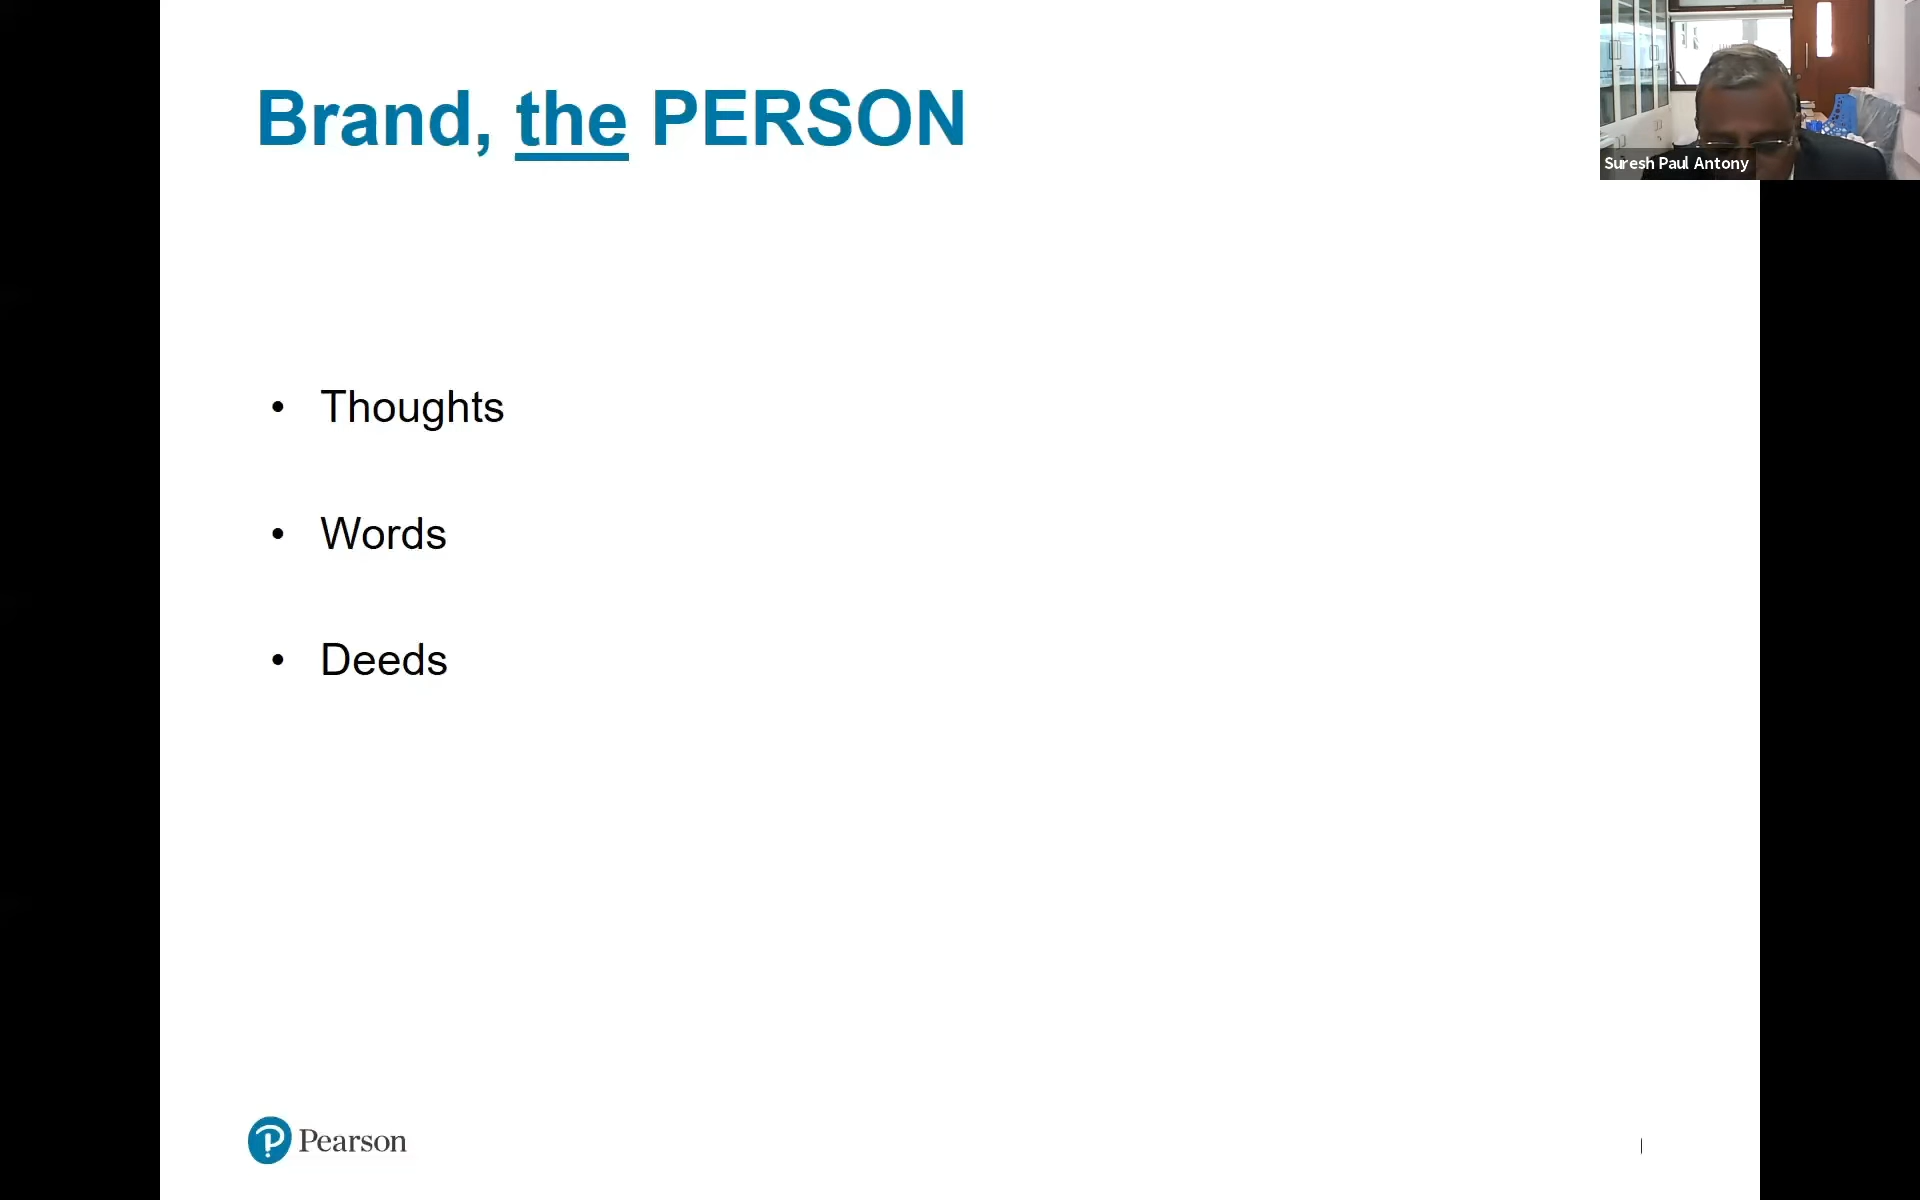 Brand, the PERSON
Suresh Paul Antony
• Thoughts
• Words
• Deeds
Pearson